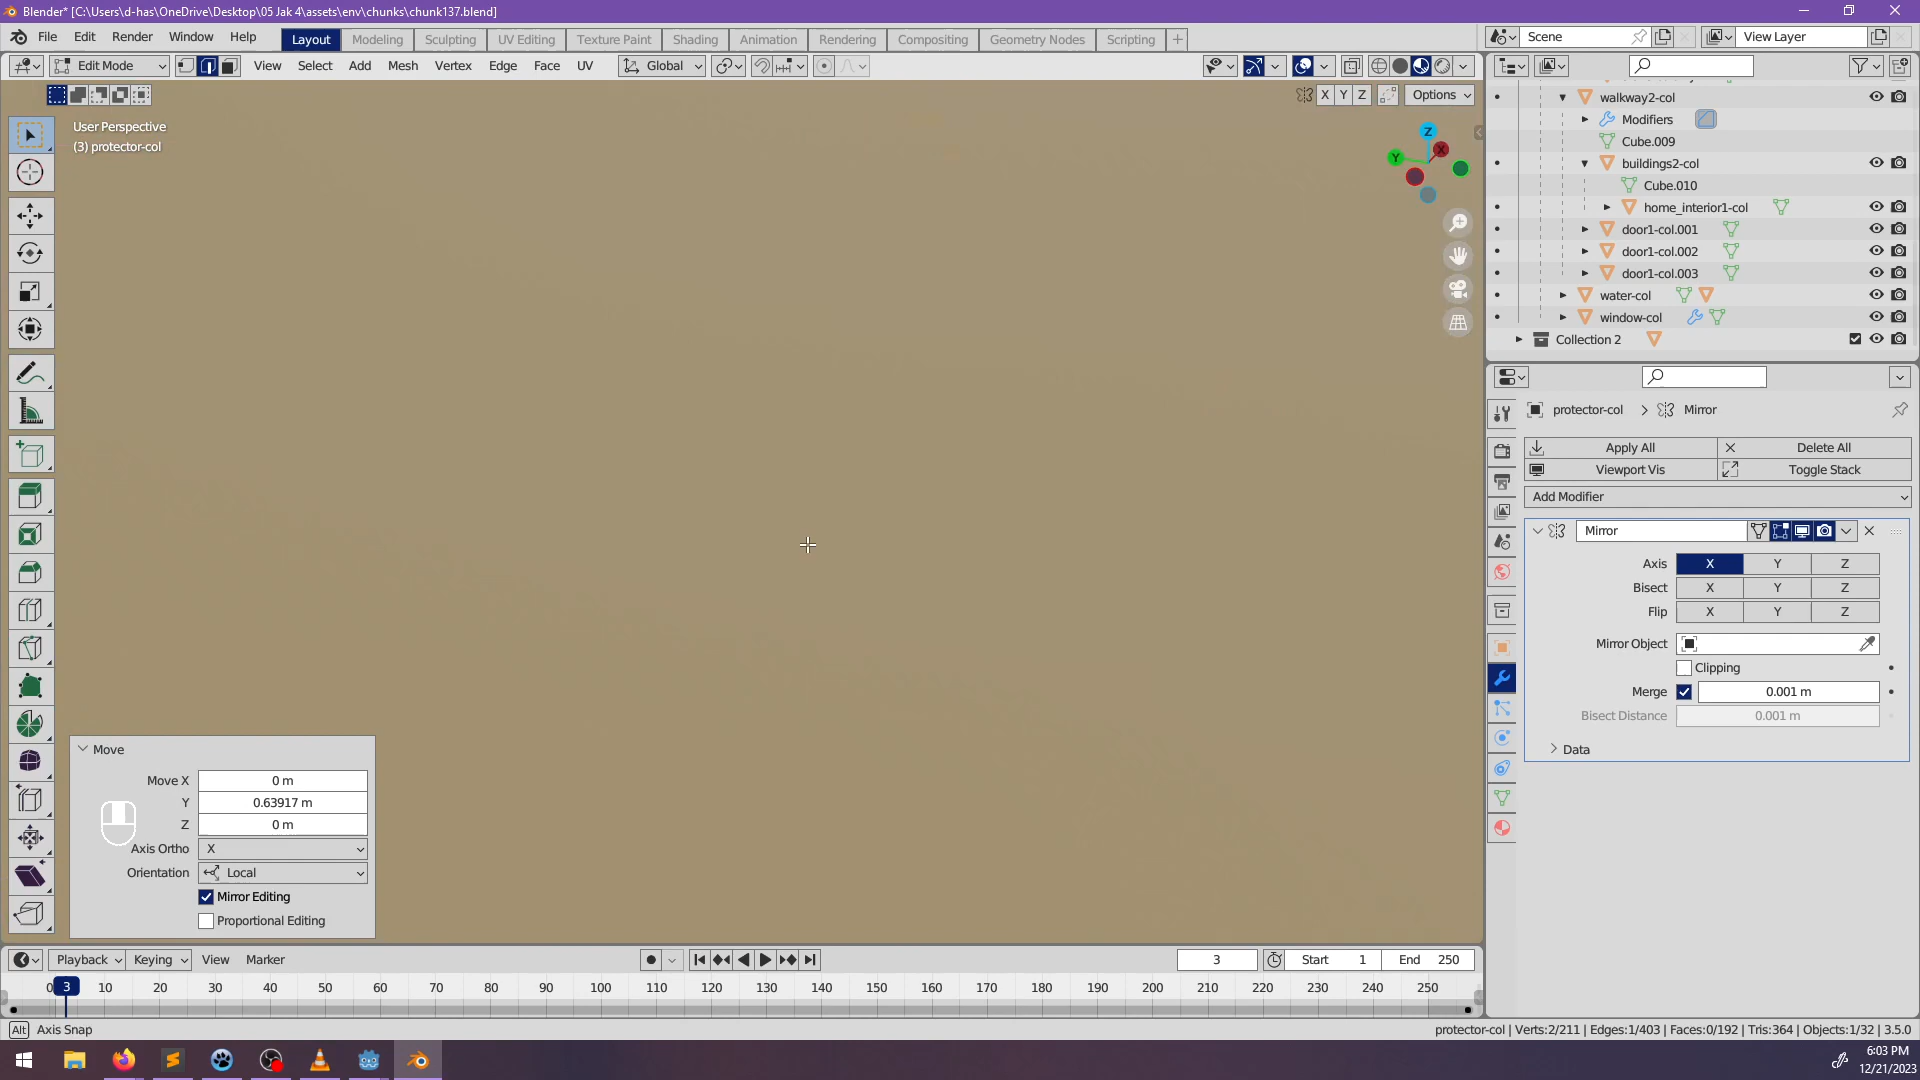 Blender* [C:\Users\d-has\OneDrive\Desktop\05 Jak 4\assets\env\chunks\chunk137.blend]
File Edit Render Window Help Layout Modeling Sculpting UV Editing Texture Paint Shading Animation Rendering Compositing Geometry Nodes Scripting + Scene View Layer
Edit Mode View Select Add Mesh Vertex Edge Face UV Global
X Y Z Options
User Perspective
(3) protector-col
Z
Y X
walkway2-col
Modifiers
Cube.009
buildings2-col
Cube.010
home_interior1-col
door1-col.001
door1-col.002
door1-col.003
water-col
window-col
Collection 2
protector-col > Mirror
Apply All Delete All
Viewport Vis Toggle Stack
Add Modifier
Mirror
Axis X Y Z
Bisect X Y Z
Flip X Y Z
Mirror Object
Clipping
Merge 0.001 m
Bisect Distance 0.001 m
Data
Move
Move X 0 m
Y 0.63917 m
Z 0 m
Axis Ortho X
Orientation Local
Mirror Editing
Proportional Editing
Playback Keying View Marker 3 Start 1 End 250
0 3 10 20 30 40 50 60 70 80 90 100 110 120 130 140 150 160 170 180 190 200 210 220 230 240 250
Alt Axis Snap protector-col | Verts:2/211 | Edges:1/403 | Faces:0/192 | Tris:364 | Objects:1/32 | 3.5.0
6:03 PM
12/21/2023